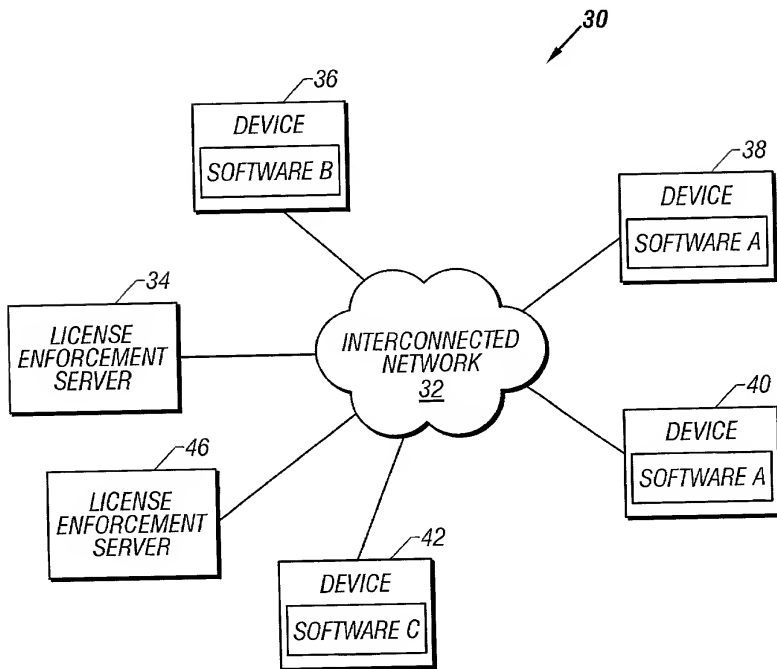 30
36
DEVICE
SOFTWARE B
38
DEVICE
SOFTWARE A
34
LICENSE
ENFORCEMENT
SERVER
INTERCONNECTED
NETWORK
32
40
DEVICE
SOFTWARE A
46
LICENSE
ENFORCEMENT
SERVER
42
DEVICE
SOFTWARE C